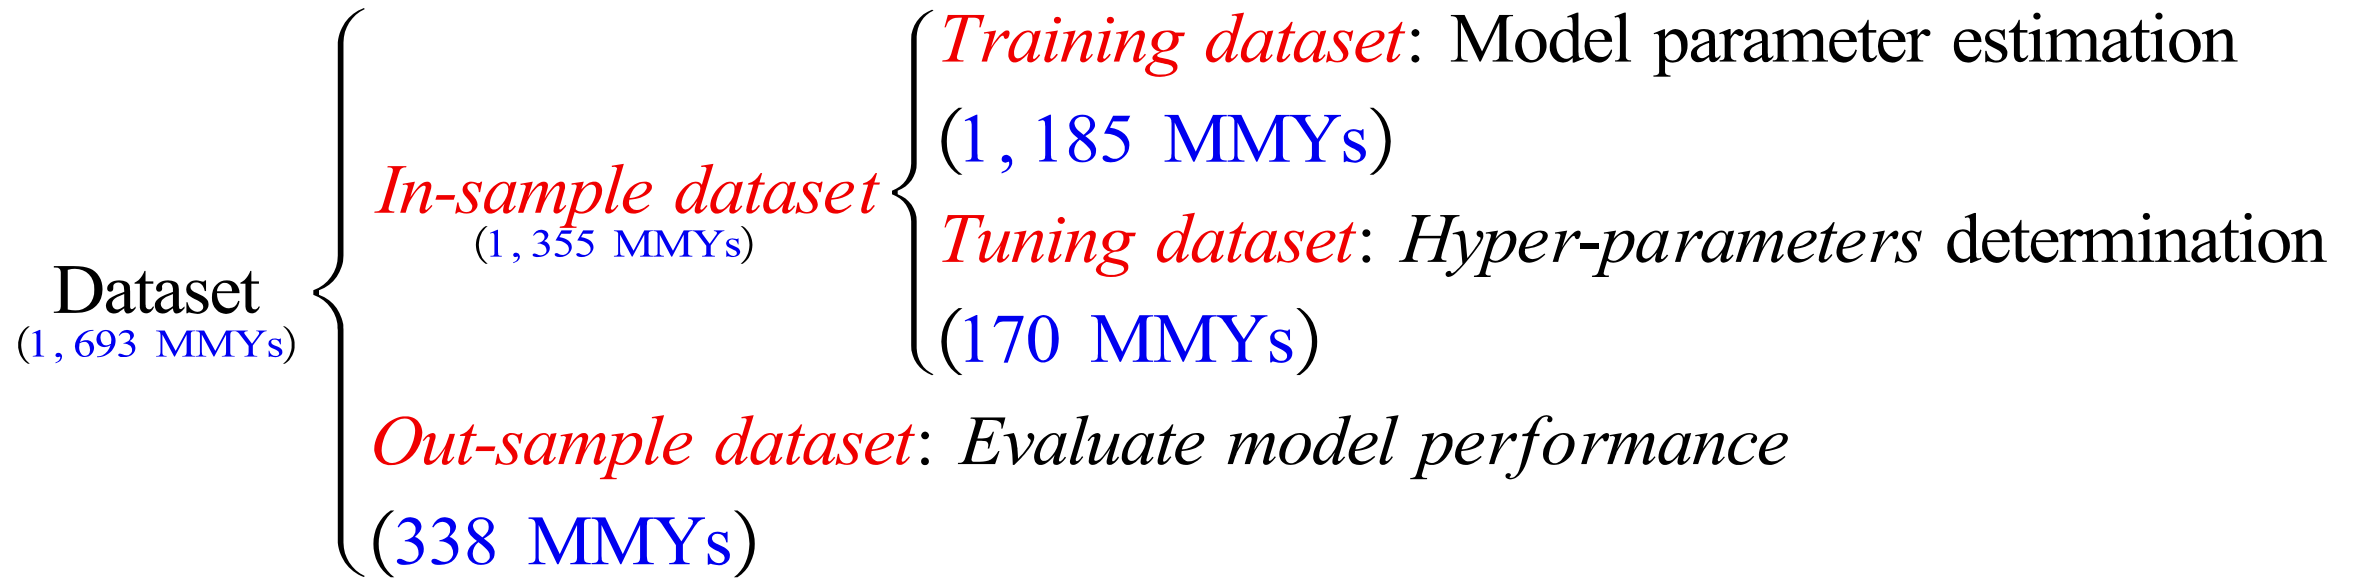 Dataset
(1, 693 MMYs)
In-sample dataset
(1, 355 MMYs)
Training dataset: Model parameter estimation
(1, 185 MMYs)
Tuning dataset: Hyper-parameters determination
(170 MMYs)
Out-sample dataset: Evaluate model performance
(338 MMYs)